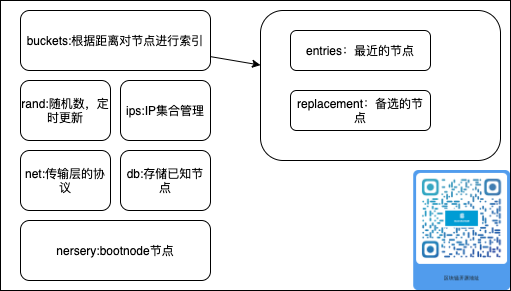 buckets:根据距离对节点进行索引
entries：最近的节点
rand:随机数，定
时更新
ips:IP集合管理
replacement：备选的节
点
net:传输层的协
议
db:存储已知节
点
nersery:bootnode节点